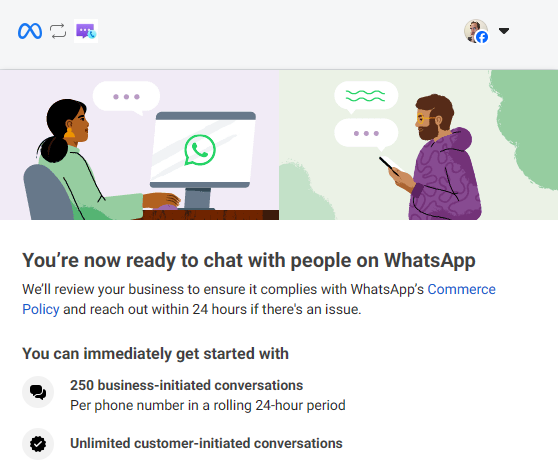 You're now ready to chat with people on WhatsApp
We'll review your business to ensure it complies with WhatsApp's Commerce
Policy and reach out within 24 hours if there's an issue.
You can immediately get started with
250 business-initiated conversations
Per phone number in a rolling 24-hour period
Unlimited customer-initiated conversations